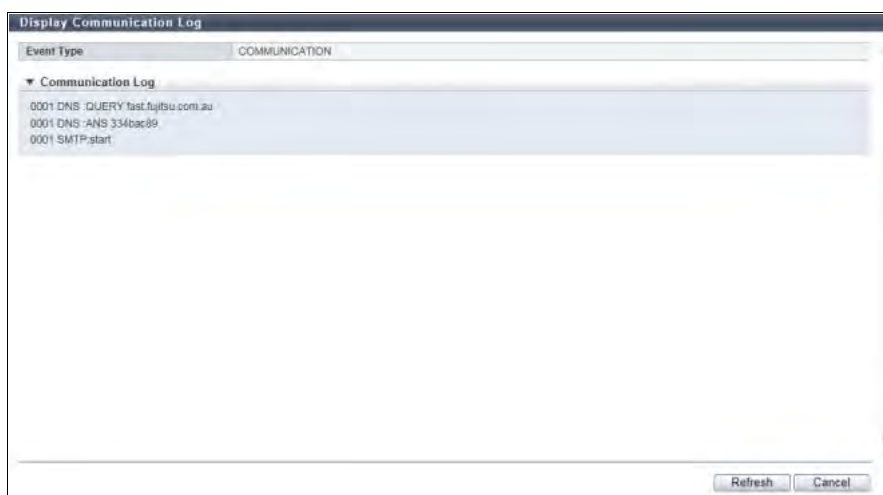 Display Communication Log
Event Type COMMUNICATION
▼ Communication Log
0001 DNS :QUERY fast.fujitsu.com.au
0001 DNS :ANS 334bac89
0001 SMTP:start
Refresh Cancel